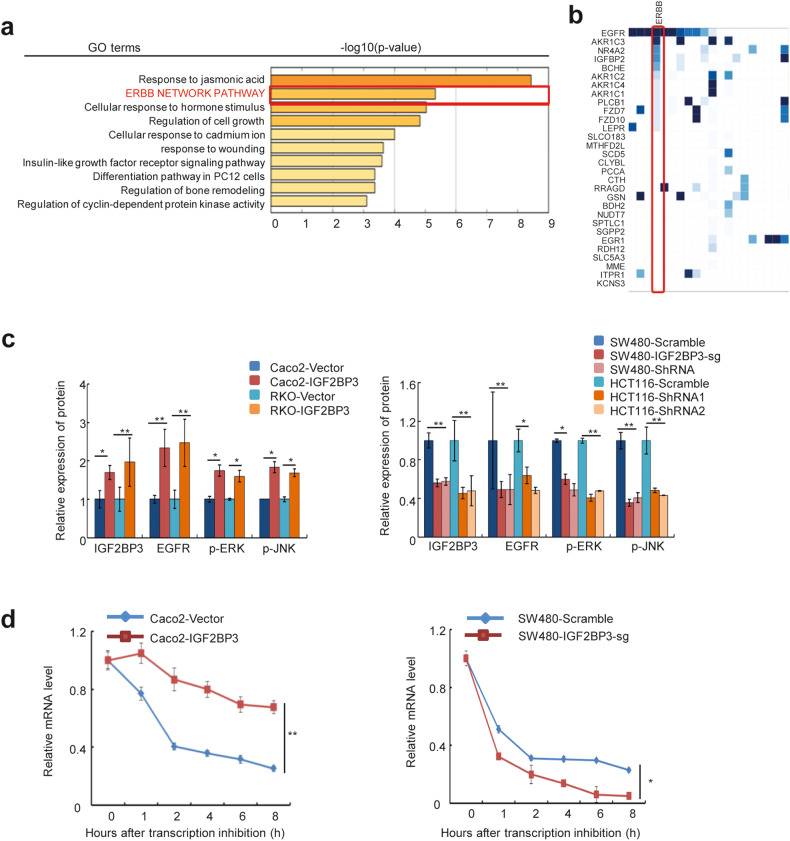 a
GO terms
-log10(p-value)
Response to jasmonic acid
ERBB NETWORK PATHWAY
Cellular response to hormone stimulus
Regulation of cell growth
Cellular response to cadmium ion
response to wounding
Insulin-like growth factor receptor signaling pathway
Differentiation pathway in PC12 cells
Regulation of bone remodeling
Regulation of cyclin-dependent protein kinase activity
0 1 2 3 4 5 6 7 8 9
b
ERBB
EGFR
AKR1C3
NR4A2
IGFBP2
BCHE
AKR1C2
AKR1C4
AKR1C1
PLCB1
FZD7
FZD10
LEPR
SLCO183
MTHFD2L
SCD5
CLYBL
PCCA
CTH
RRAGD
GSN
BDH2
NUDT7
SPTLC1
SGPP2
EGR1
RDH12
SLC5A3
MME
ITPR1
KCNS3
c
Caco2-Vector
Caco2-IGF2BP3
RKO-Vector
RKO-IGF2BP3
Relative expression of protein
4
3
2
1
0
* ** ** ** * * * *
IGF2BP3 EGFR p-ERK p-JNK
SW480-Scramble
SW480-IGF2BP3-sg
SW480-ShRNA
HCT116-Scramble
HCT116-ShRNA1
HCT116-ShRNA2
Relative expression of protein
1.6
1.2
0.8
0.4
0
** ** ** * * ** ** **
IGF2BP3 EGFR p-ERK p-JNK
d
Caco2-Vector
Caco2-IGF2BP3
Relative mRNA level
1.2
0.8
0.4
0
**
0 1 2 4 6 8
Hours after transcription inhibition (h)
SW480-Scramble
SW480-IGF2BP3-sg
Relative mRNA level
1.2
0.8
0.4
0
*
0 1 2 4 6 8
Hours after transcription inhibition (h)